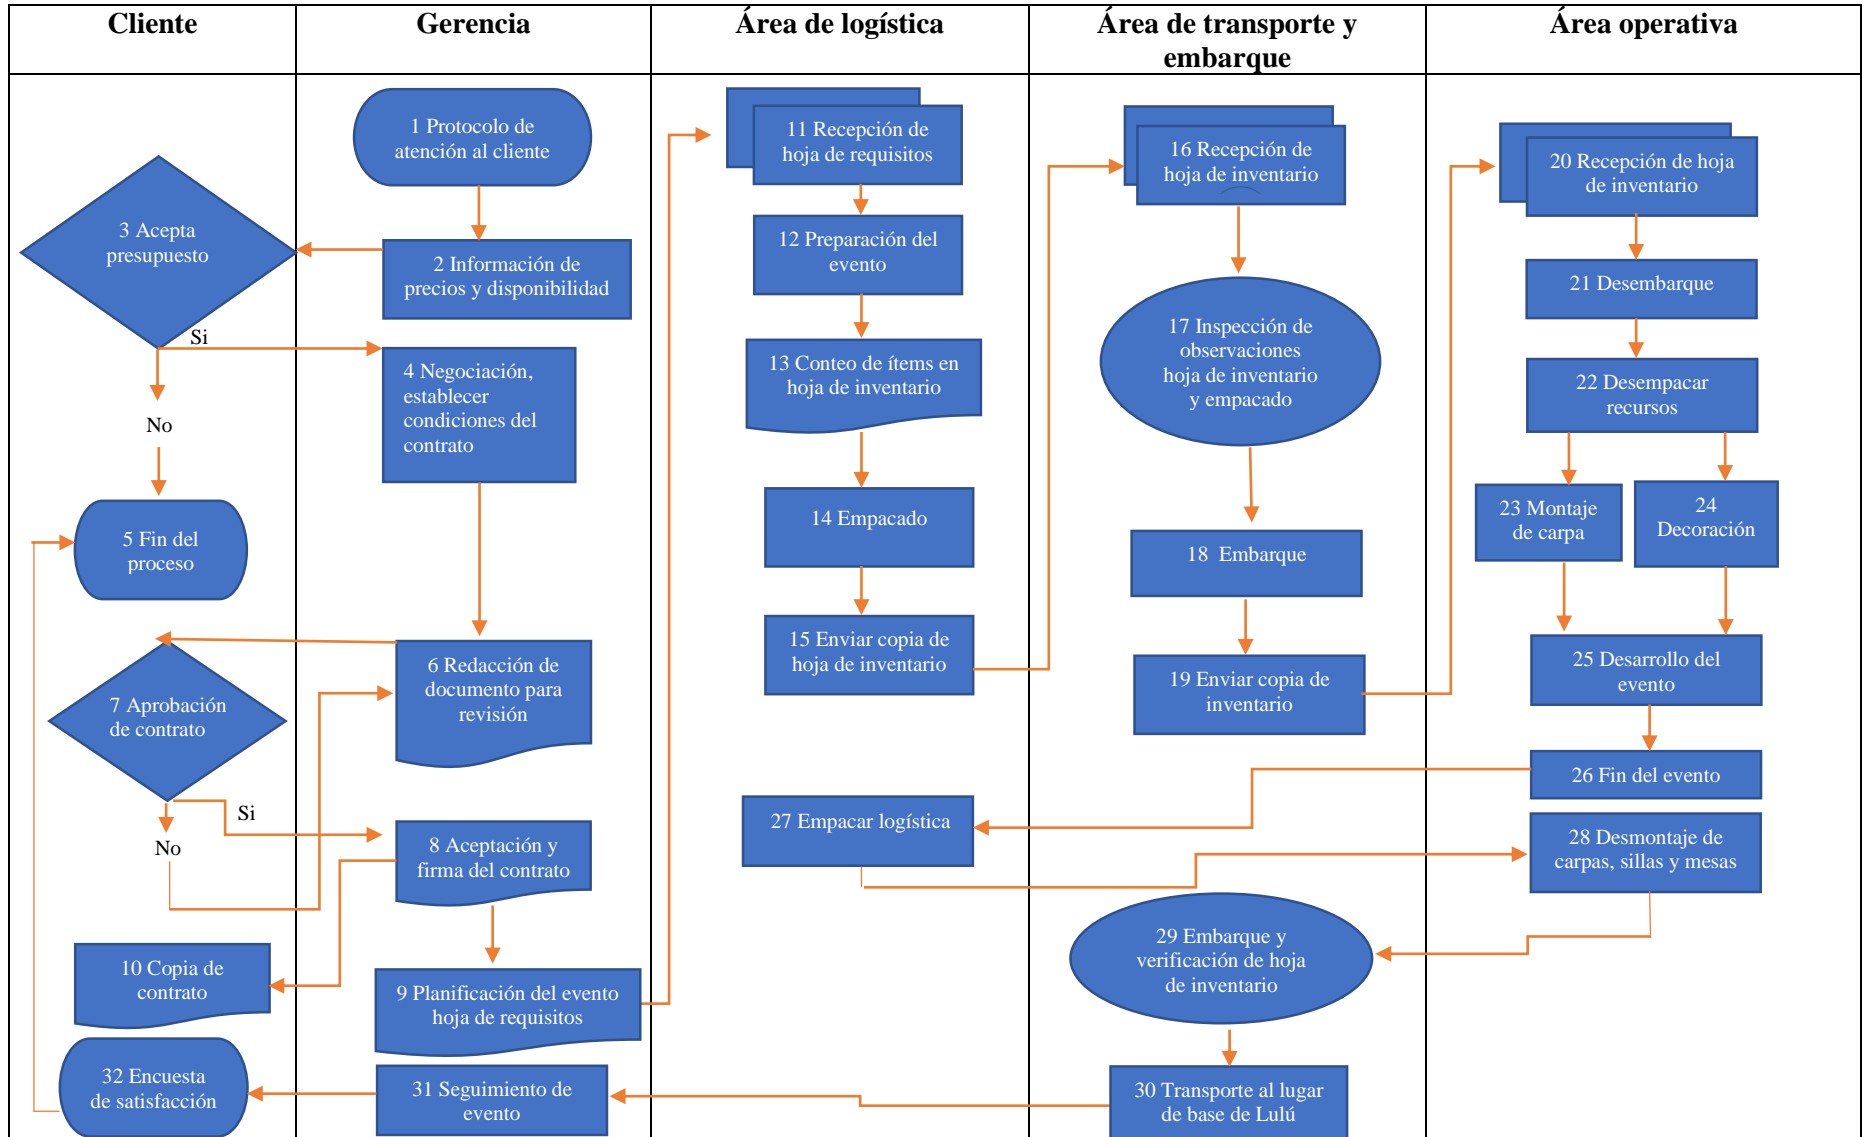 Cliente
Gerencia
Área de logística
Área de transporte y
embarque
Área operativa
1 Protocolo de
atención al cliente
2 Información de
precios y disponibilidad
3 Acepta
presupuesto
Si
No
4 Negociación,
establecer
condiciones del
contrato
5 Fin del
proceso
6 Redacción de
documento para
revisión
7 Aprobación
de contrato
Si
No
8 Aceptación y
firma del contrato
9 Planificación del evento
hoja de requisitos
10 Copia de
contrato
11 Recepción de
hoja de requisitos
12 Preparación del
evento
13 Conteo de ítems en
hoja de inventario
14 Empacado
15 Enviar copia de
hoja de inventario
16 Recepción de
hoja de inventario
17 Inspección de
observaciones
hoja de inventario
y empacado
18 Embarque
19 Enviar copia de
inventario
20 Recepción de hoja
de inventario
21 Desembarque
22 Desempacar
recursos
23 Montaje
de carpa
24
Decoración
25 Desarrollo del
evento
26 Fin del evento
27 Empacar logística
28 Desmontaje de
carpas, sillas y mesas
29 Embarque y
verificación de hoja
de inventario
30 Transporte al lugar
de base de Lulú
31 Seguimiento de
evento
32 Encuesta
de satisfacción